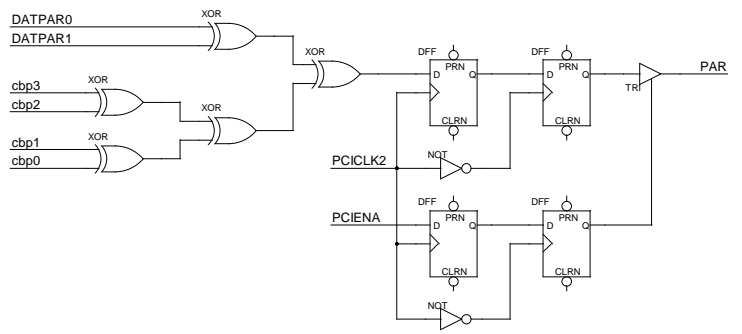 XOR
DATPAR0
DATPAR1
XOR
DFF
DFF
PRN
PRN
D
Q
D
Q
PAR
TRI
XOR
cbp3
cbp2
XOR
CLRN
CLRN
XOR
cbp1
cbp0
PCICLK2
NOT
DFF
DFF
PRN
PRN
PCIENA
D
Q
D
Q
CLRN
CLRN
NOT